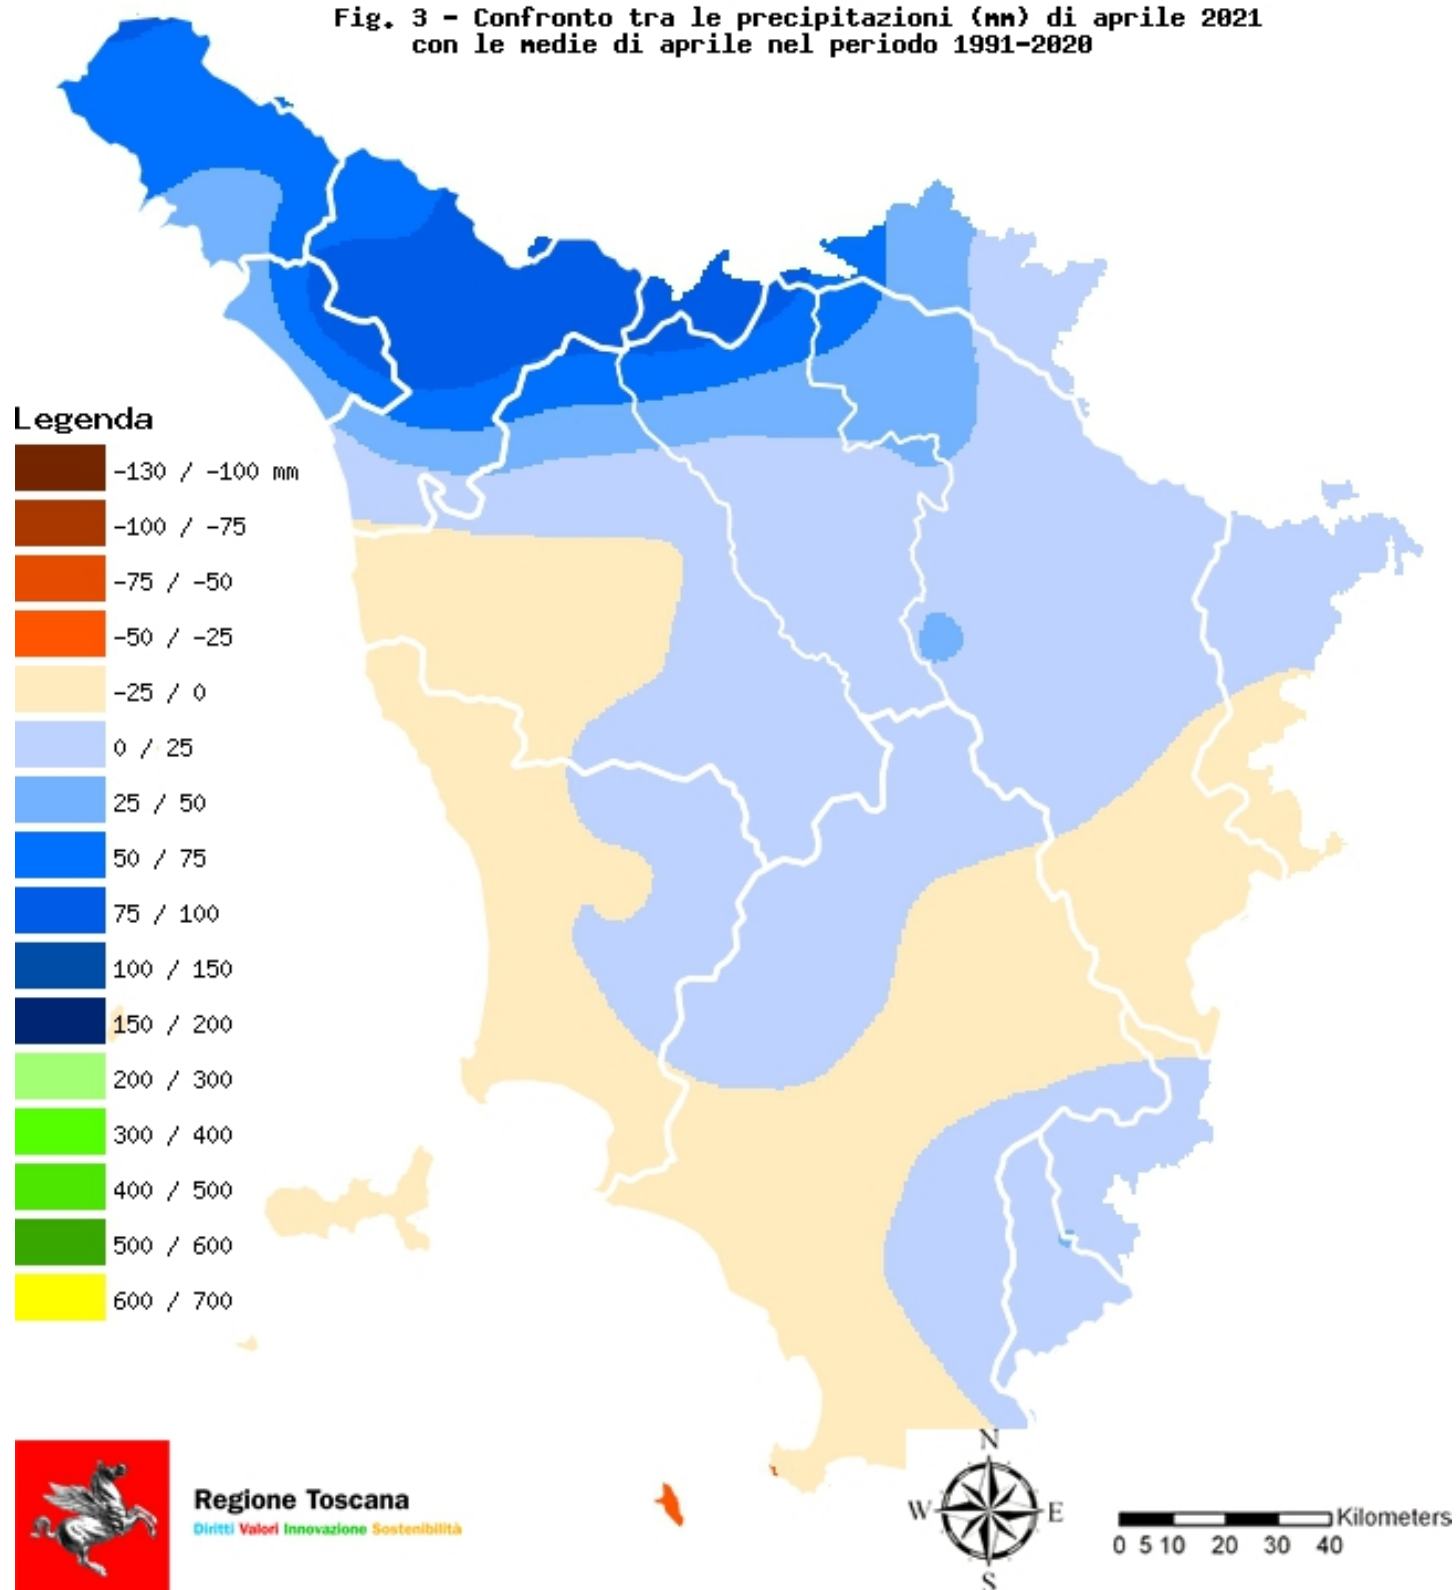 Fig. 3 - Confronto tra le precipitazioni (mm) di aprile 2021
con le medie di aprile nel periodo 1991-2020
Legenda
-130 / -100 mm
-100 / -75
-75 / -50
-50 / -25
-25 / 0
0 / 25
25 / 50
50 / 75
75 / 100
100 / 150
150 / 200
200 / 300
300 / 400
400 / 500
500 / 600
600 / 700
Regione Toscana
Diritti Valori Innovazione Sostenibilità
N
W E
S
Kilometers
0 5 10 20 30 40